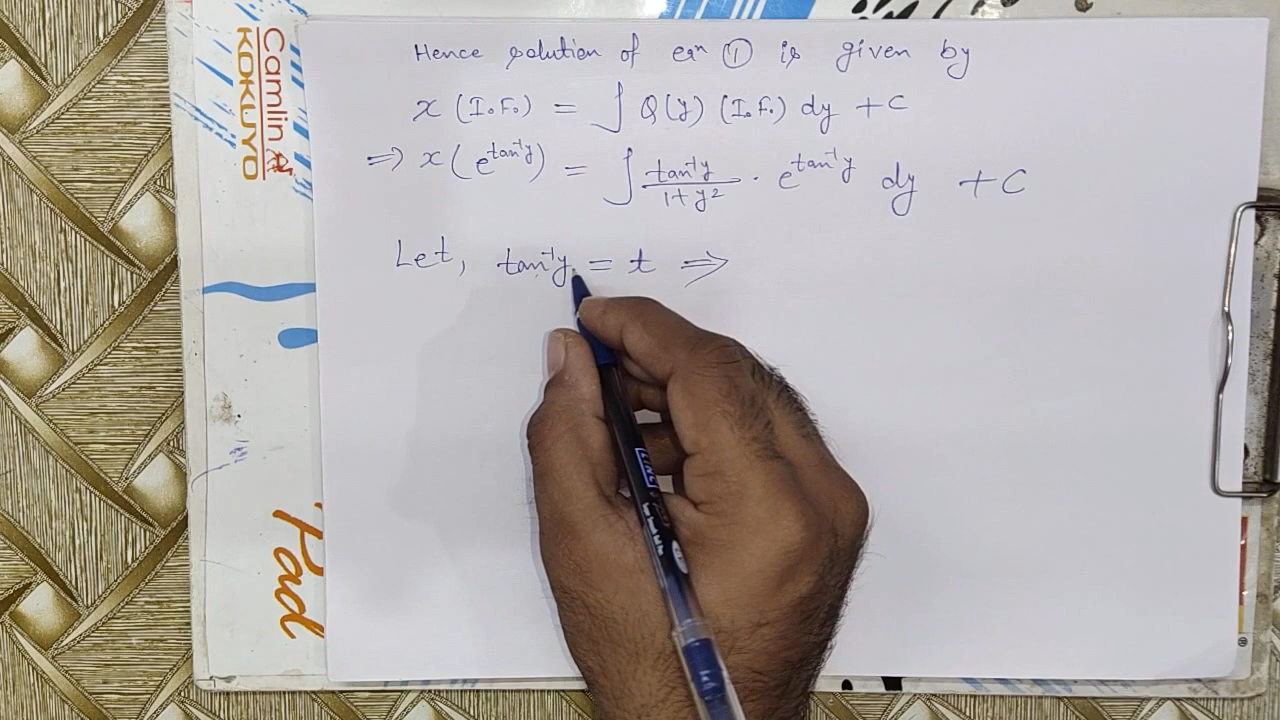 Hence solution of eqn ① is given by
x (I.F.) = ∫ Q(y) (I.F.) dy + C
⇒ x(e^{tan⁻¹y}) = ∫ tan⁻¹y / 1+y² · e^{tan⁻¹y} dy + C
Let, tan⁻¹y = t ⇒
Camlin
KOKUYO
Pad
LINC